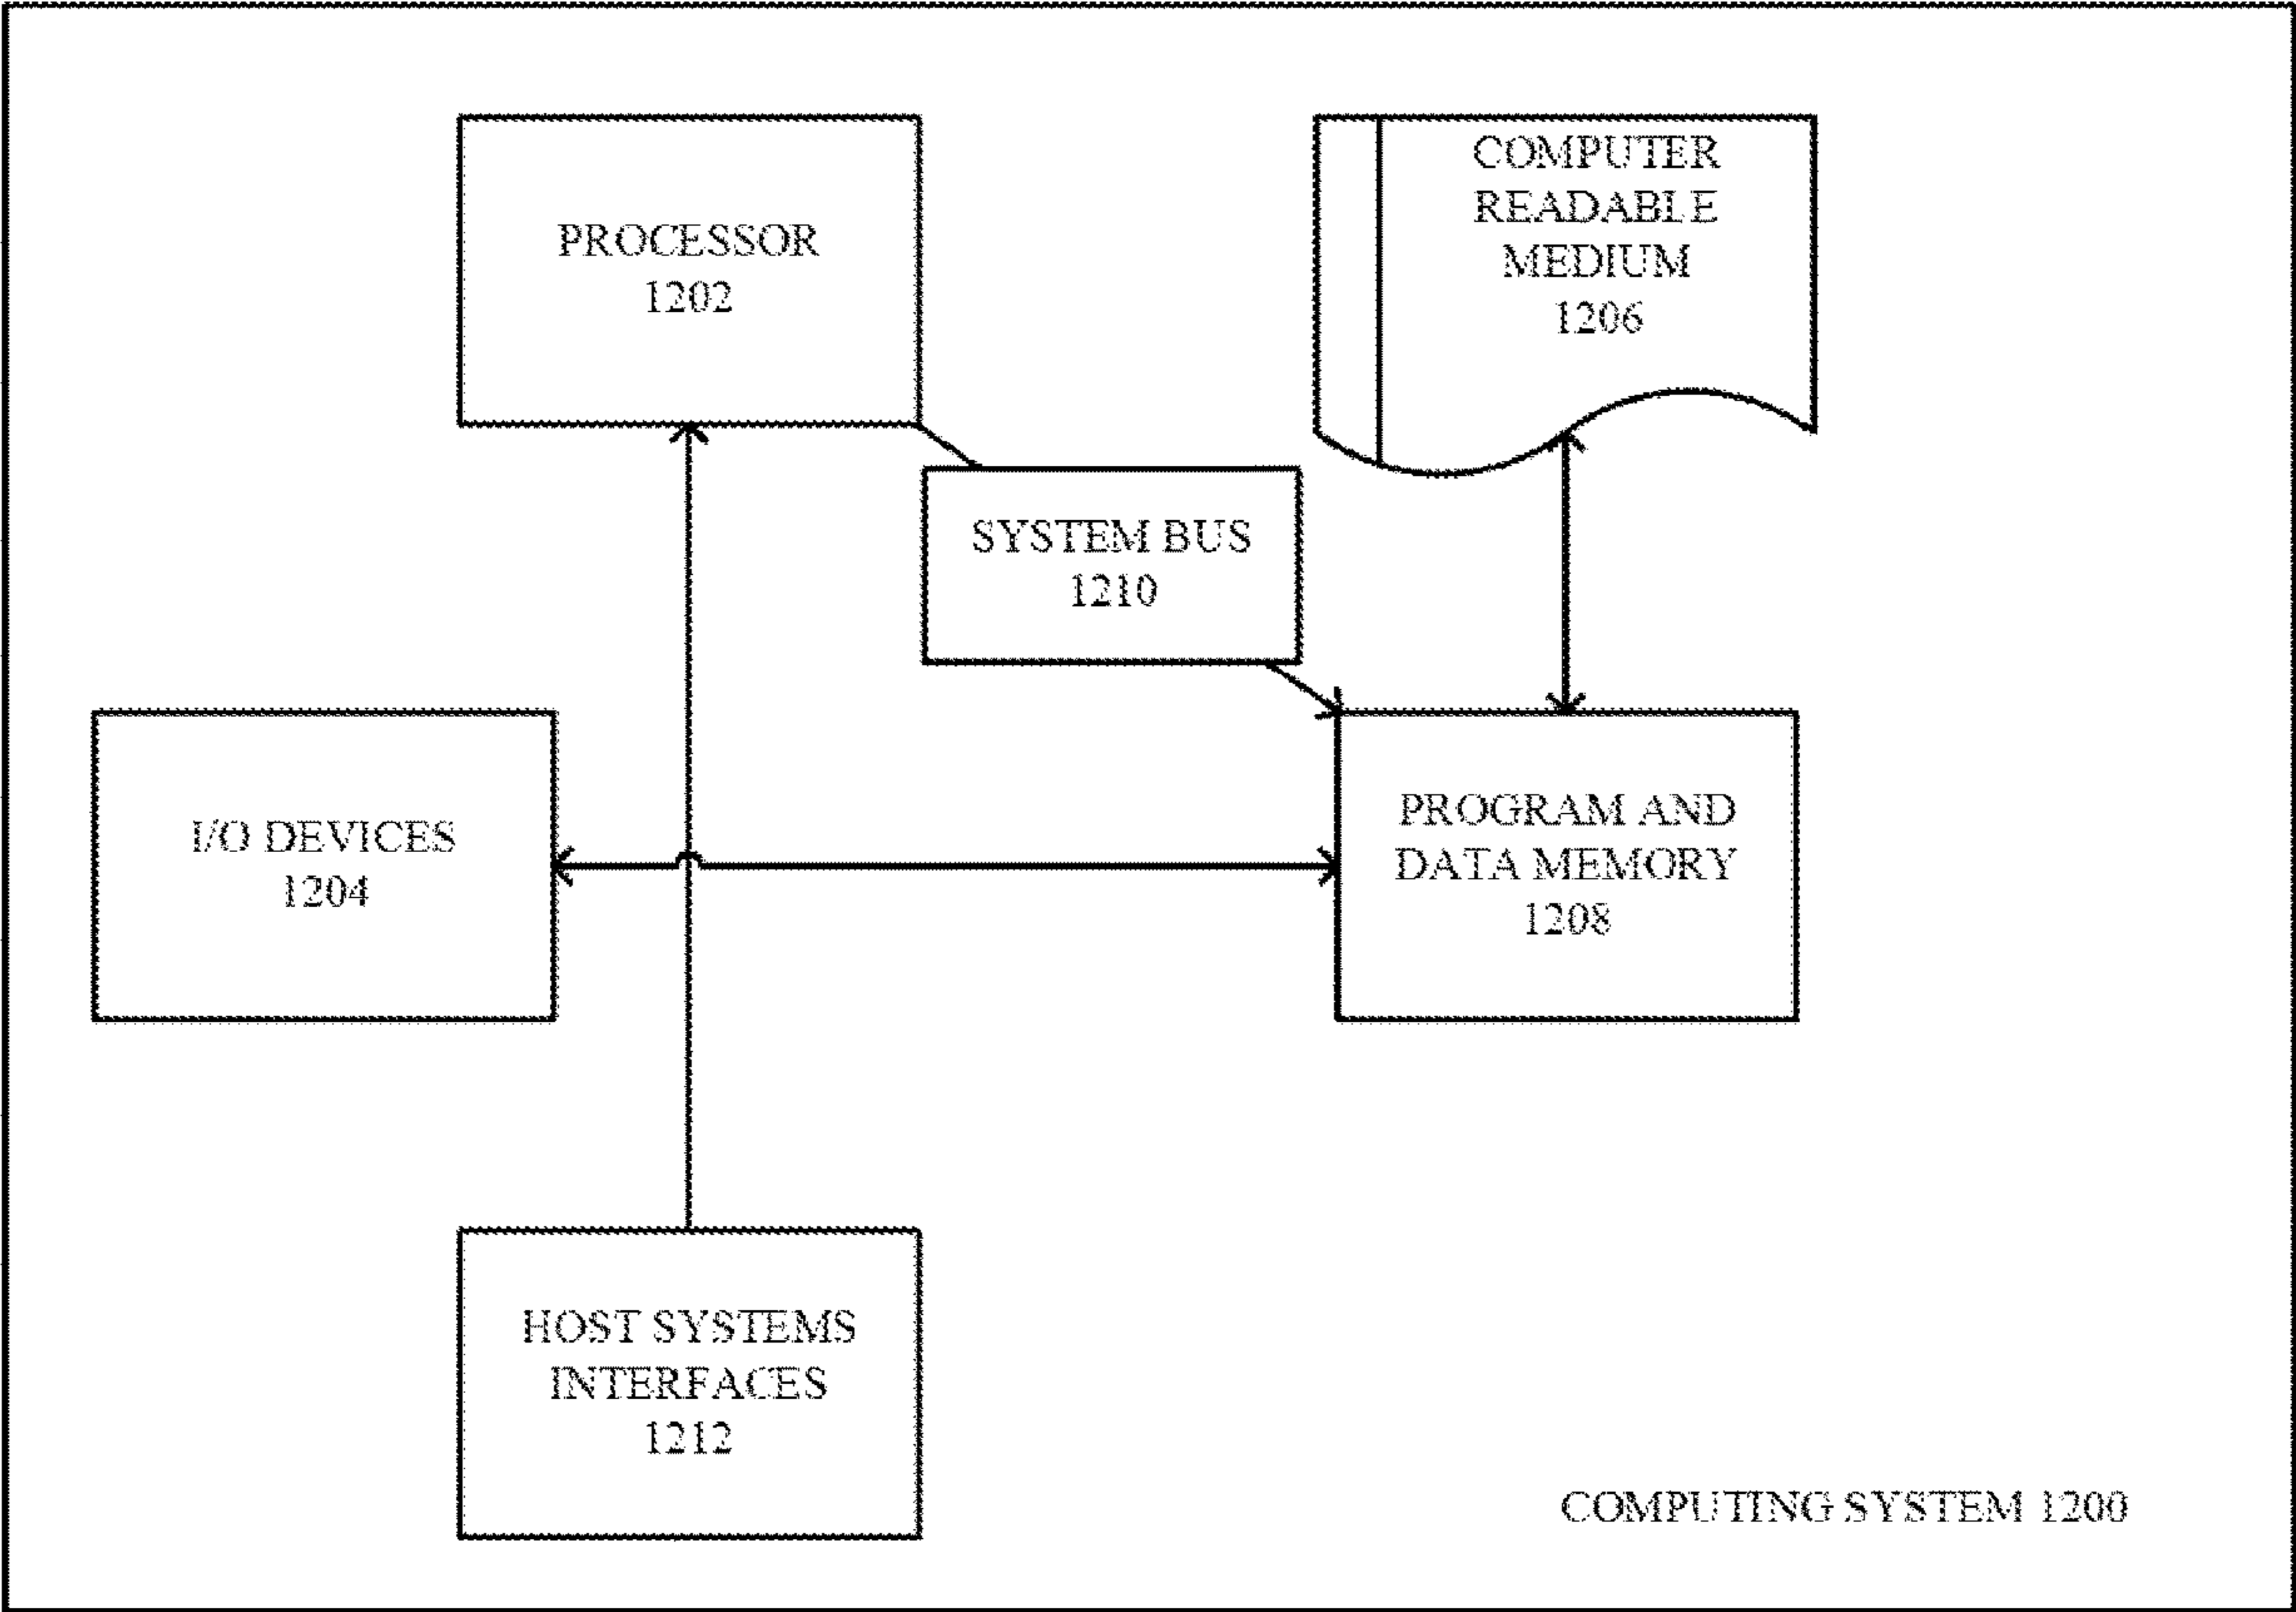 PROCESSOR
1202
COMPUTER
READABLE
MEDIUM
1206
SYSTEM BUS
1210
I/O DEVICES
1204
PROGRAM AND
DATA MEMORY
1208
HOST SYSTEMS
INTERFACES
1212
COMPUTING SYSTEM 1200